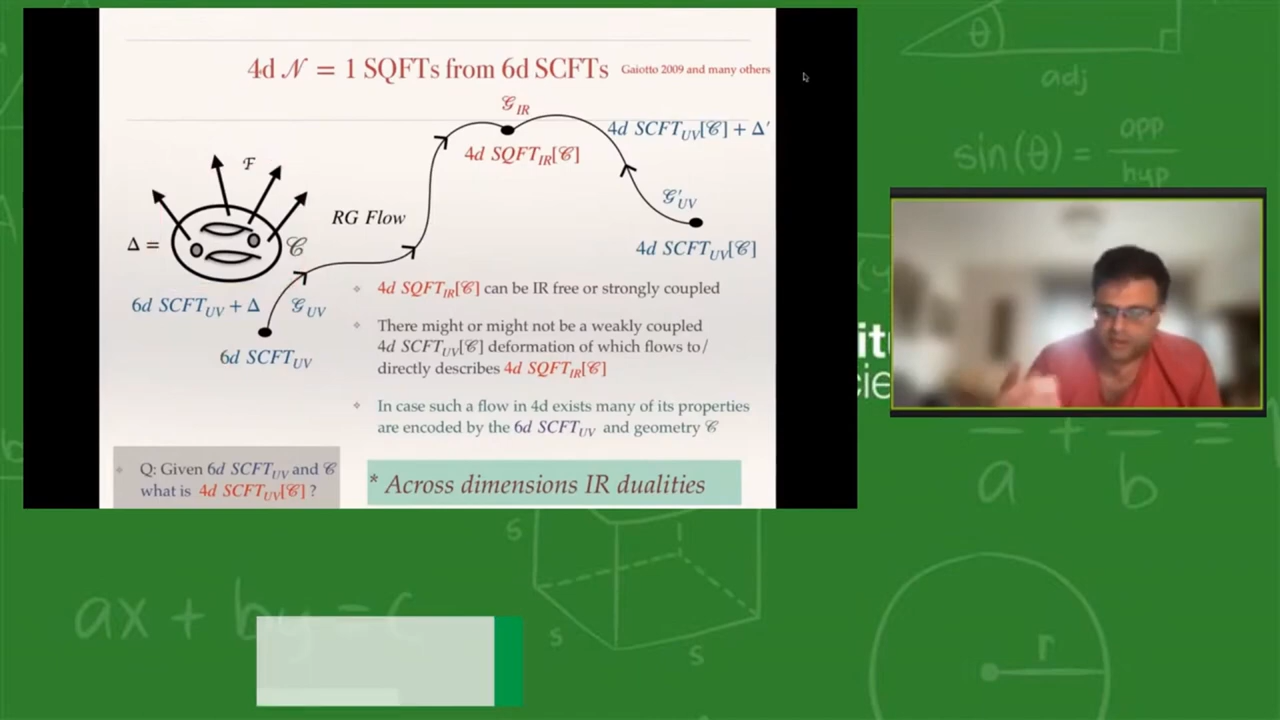 4d 𝒩 = 1 SQFTs from 6d SCFTs Gaiotto 2009 and many others
𝒢IR
4d SCFTUV[𝒞] + Δ′
4d SQFTIR[𝒞]
ℱ
𝒢′UV
RG Flow
Δ =
𝒞
4d SCFTUV[𝒞]
6d SCFTUV + Δ
𝒢UV
6d SCFTUV
4d SQFTIR[𝒞] can be IR free or strongly coupled
There might or might not be a weakly coupled
4d SCFTUV[𝒞] deformation of which flows to/
directly describes 4d SQFTIR[𝒞]
In case such a flow in 4d exists many of its properties
are encoded by the 6d SCFTUV and geometry 𝒞
Q: Given 6d SCFTUV and 𝒞
what is 4d SCFTUV[𝒞] ?
* Across dimensions IR dualities
θ
adj
sin(θ) = opp
hyp
a + b =
s
s
s
ax + by = c
r